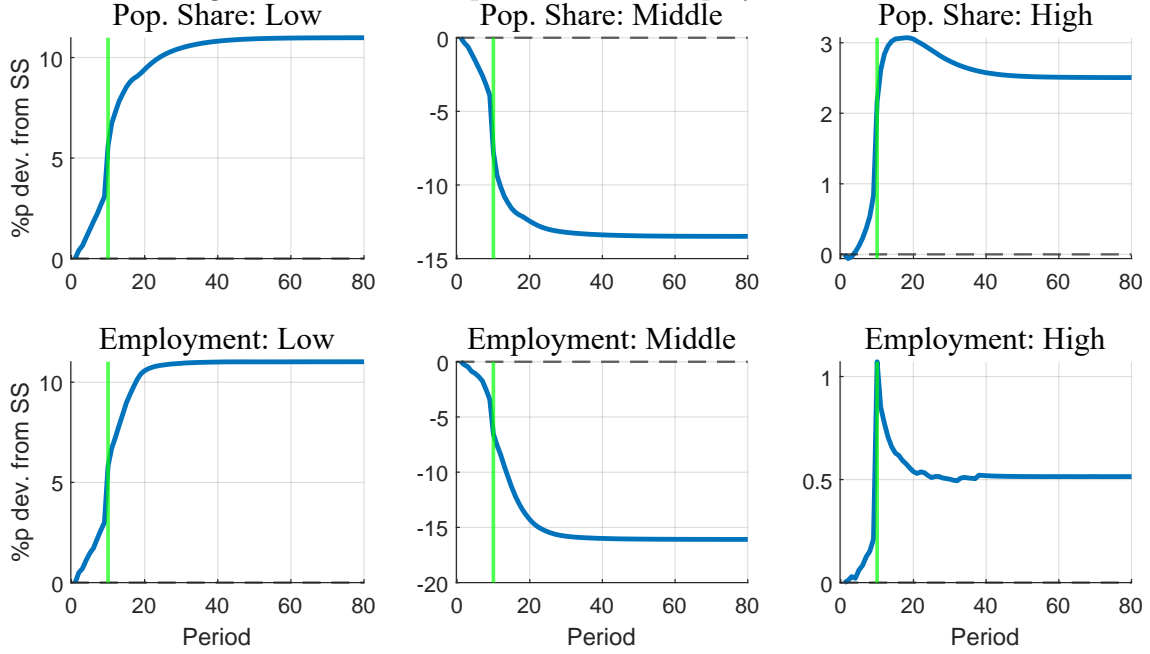 Pop. Share: Low
Pop. Share: Middle
Pop. Share: High
%p dev. from SS
10
5
0
0 20 40 60 80
0
-5
-10
-15
0 20 40 60 80
3
2
1
0
0 20 40 60 80
Employment: Low
Employment: Middle
Employment: High
%p dev. from SS
10
5
0
0 20 40 60 80
Period
0
-5
-10
-15
-20
0 20 40 60 80
Period
1
0.5
0
0 20 40 60 80
Period